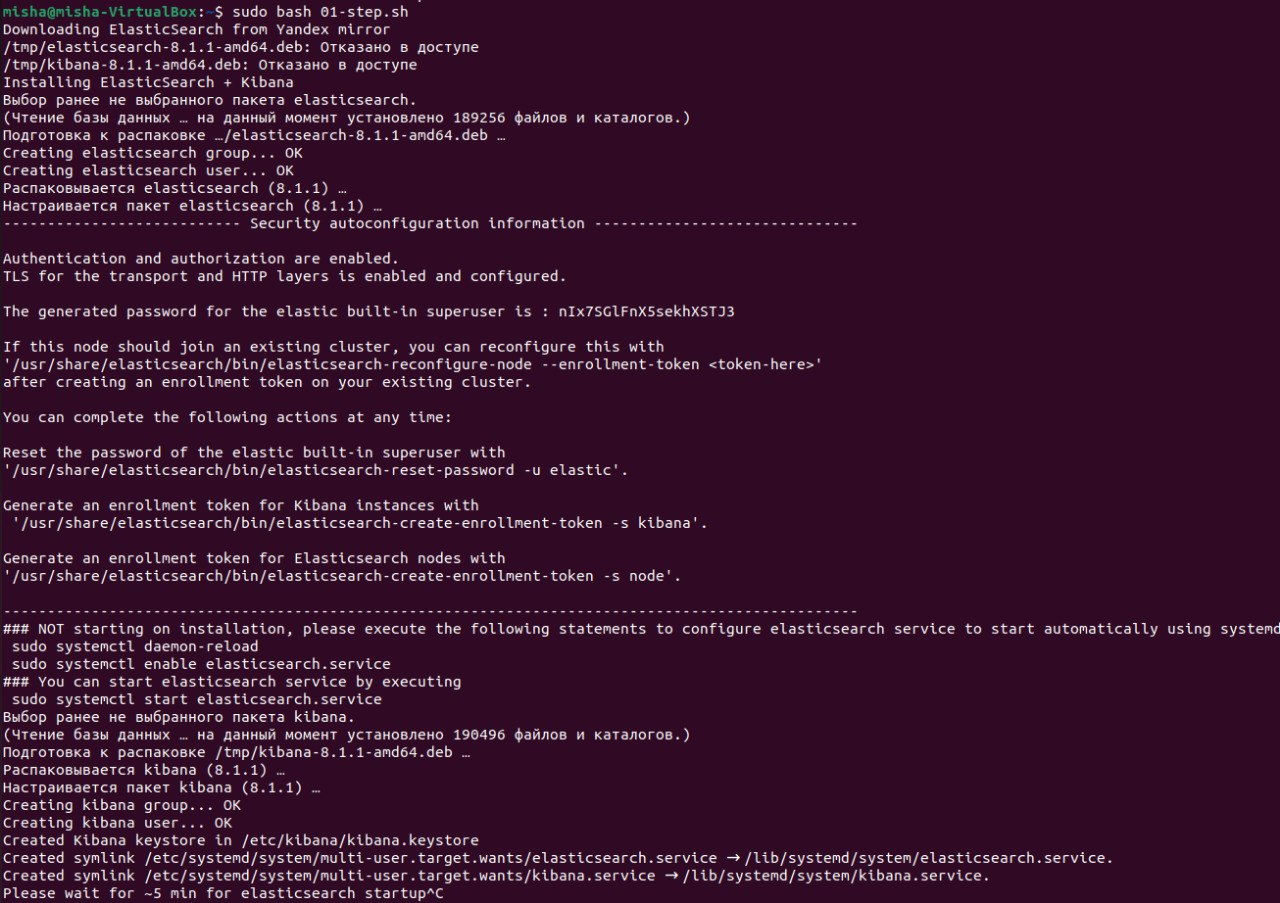 misha@misha-VirtualBox:~$ sudo bash 01-step.sh
Downloading ElasticSearch from Yandex mirror
/tmp/elasticsearch-8.1.1-amd64.deb: Отказано в доступе
/tmp/kibana-8.1.1-amd64.deb: Отказано в доступе
Installing ElasticSearch + Kibana
Выбор ранее не выбранного пакета elasticsearch.
(Чтение базы данных … на данный момент установлено 189256 файлов и каталогов.)
Подготовка к распаковке …/elasticsearch-8.1.1-amd64.deb …
Creating elasticsearch group... OK
Creating elasticsearch user... OK
Распаковывается elasticsearch (8.1.1) …
Настраивается пакет elasticsearch (8.1.1) …
--------------------------- Security autoconfiguration information ------------------------------
Authentication and authorization are enabled.
TLS for the transport and HTTP layers is enabled and configured.
The generated password for the elastic built-in superuser is : nIx7SGlFnX5sekhXSTJ3
If this node should join an existing cluster, you can reconfigure this with
'/usr/share/elasticsearch/bin/elasticsearch-reconfigure-node --enrollment-token <token-here>'
after creating an enrollment token on your existing cluster.
You can complete the following actions at any time:
Reset the password of the elastic built-in superuser with
'/usr/share/elasticsearch/bin/elasticsearch-reset-password -u elastic'.
Generate an enrollment token for Kibana instances with
 '/usr/share/elasticsearch/bin/elasticsearch-create-enrollment-token -s kibana'.
Generate an enrollment token for Elasticsearch nodes with
'/usr/share/elasticsearch/bin/elasticsearch-create-enrollment-token -s node'.
-------------------------------------------------------------------------------------------------
### NOT starting on installation, please execute the following statements to configure elasticsearch service to start automatically using systemd
 sudo systemctl daemon-reload
 sudo systemctl enable elasticsearch.service
### You can start elasticsearch service by executing
 sudo systemctl start elasticsearch.service
Выбор ранее не выбранного пакета kibana.
(Чтение базы данных … на данный момент установлено 190496 файлов и каталогов.)
Подготовка к распаковке /tmp/kibana-8.1.1-amd64.deb …
Распаковывается kibana (8.1.1) …
Настраивается пакет kibana (8.1.1) …
Creating kibana group... OK
Creating kibana user... OK
Created Kibana keystore in /etc/kibana/kibana.keystore
Created symlink /etc/systemd/system/multi-user.target.wants/elasticsearch.service → /lib/systemd/system/elasticsearch.service.
Created symlink /etc/systemd/system/multi-user.target.wants/kibana.service → /lib/systemd/system/kibana.service.
Please wait for ~5 min for elasticsearch startup^C